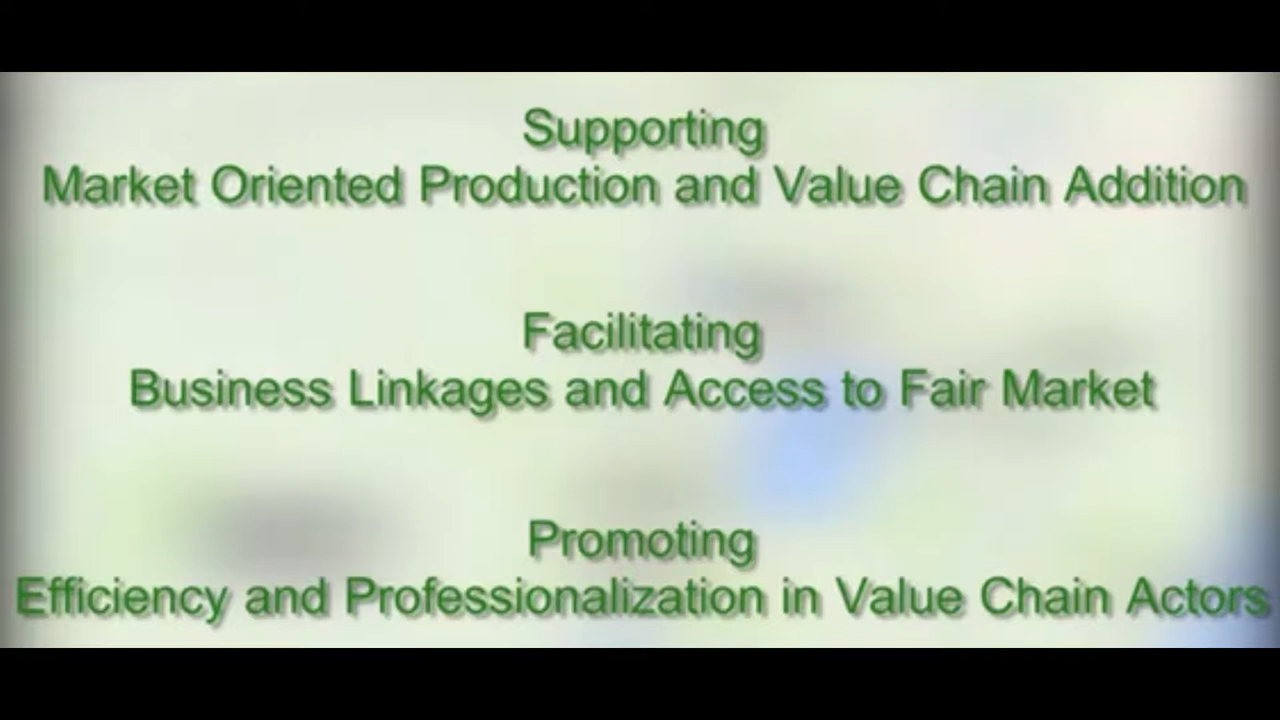 Supporting
Market Oriented Production and Value Chain Addition
Facilitating
Business Linkages and Access to Fair Market
Promoting
Efficiency and Professionalization in Value Chain Actors